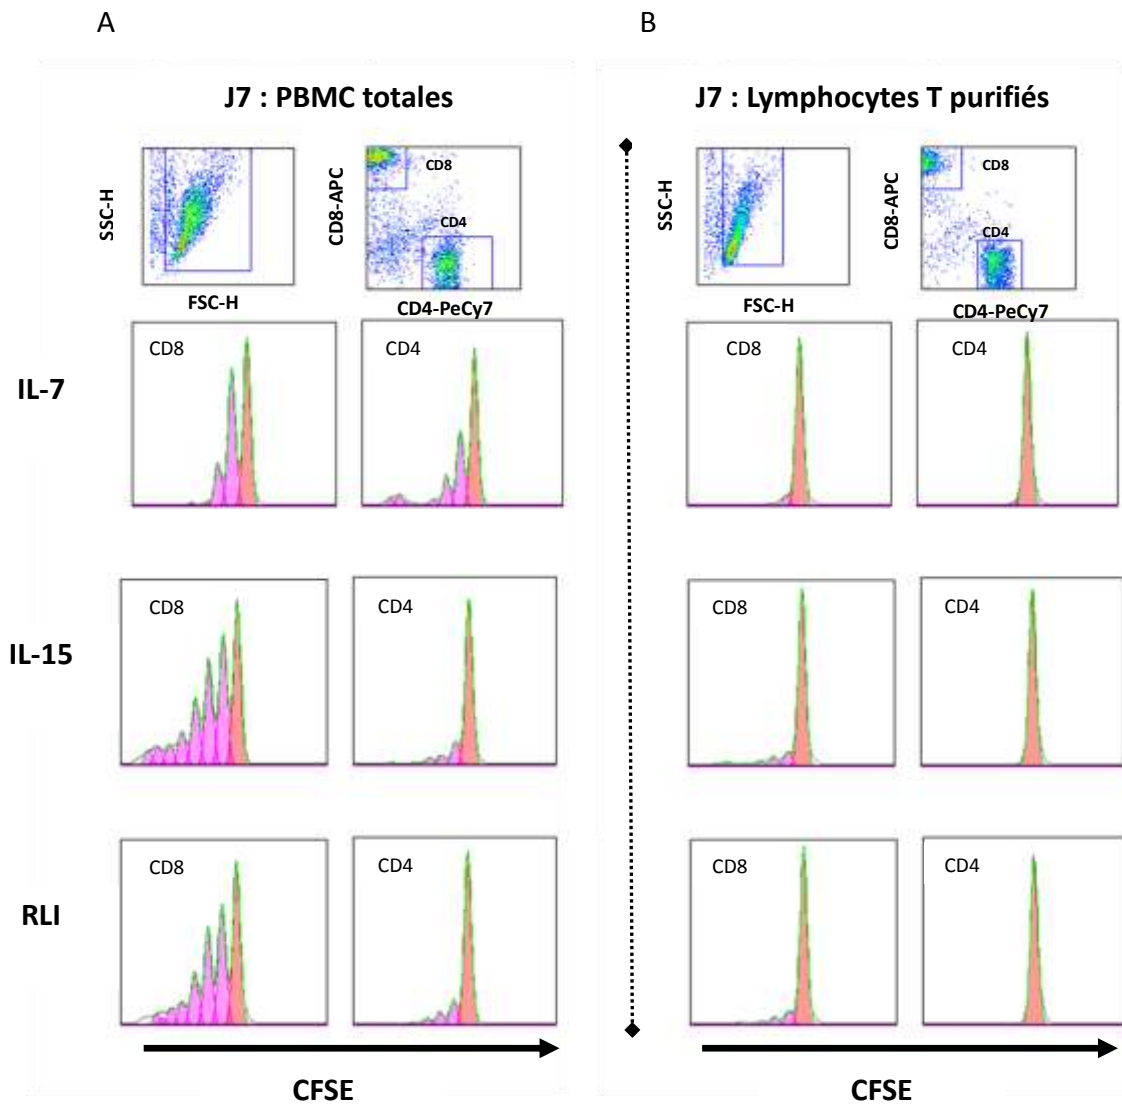 A
B
J7 : PBMC totales
J7 : Lymphocytes T purifiés
SSC-H
CD8-APC
CD8
CD4
FSC-H
CD4-PeCy7
SSC-H
CD8-APC
CD8
CD4
FSC-H
CD4-PeCy7
IL-7
CD8
CD4
CD8
CD4
IL-15
CD8
CD4
CD8
CD4
RLI
CD8
CD4
CD8
CD4
CFSE
CFSE